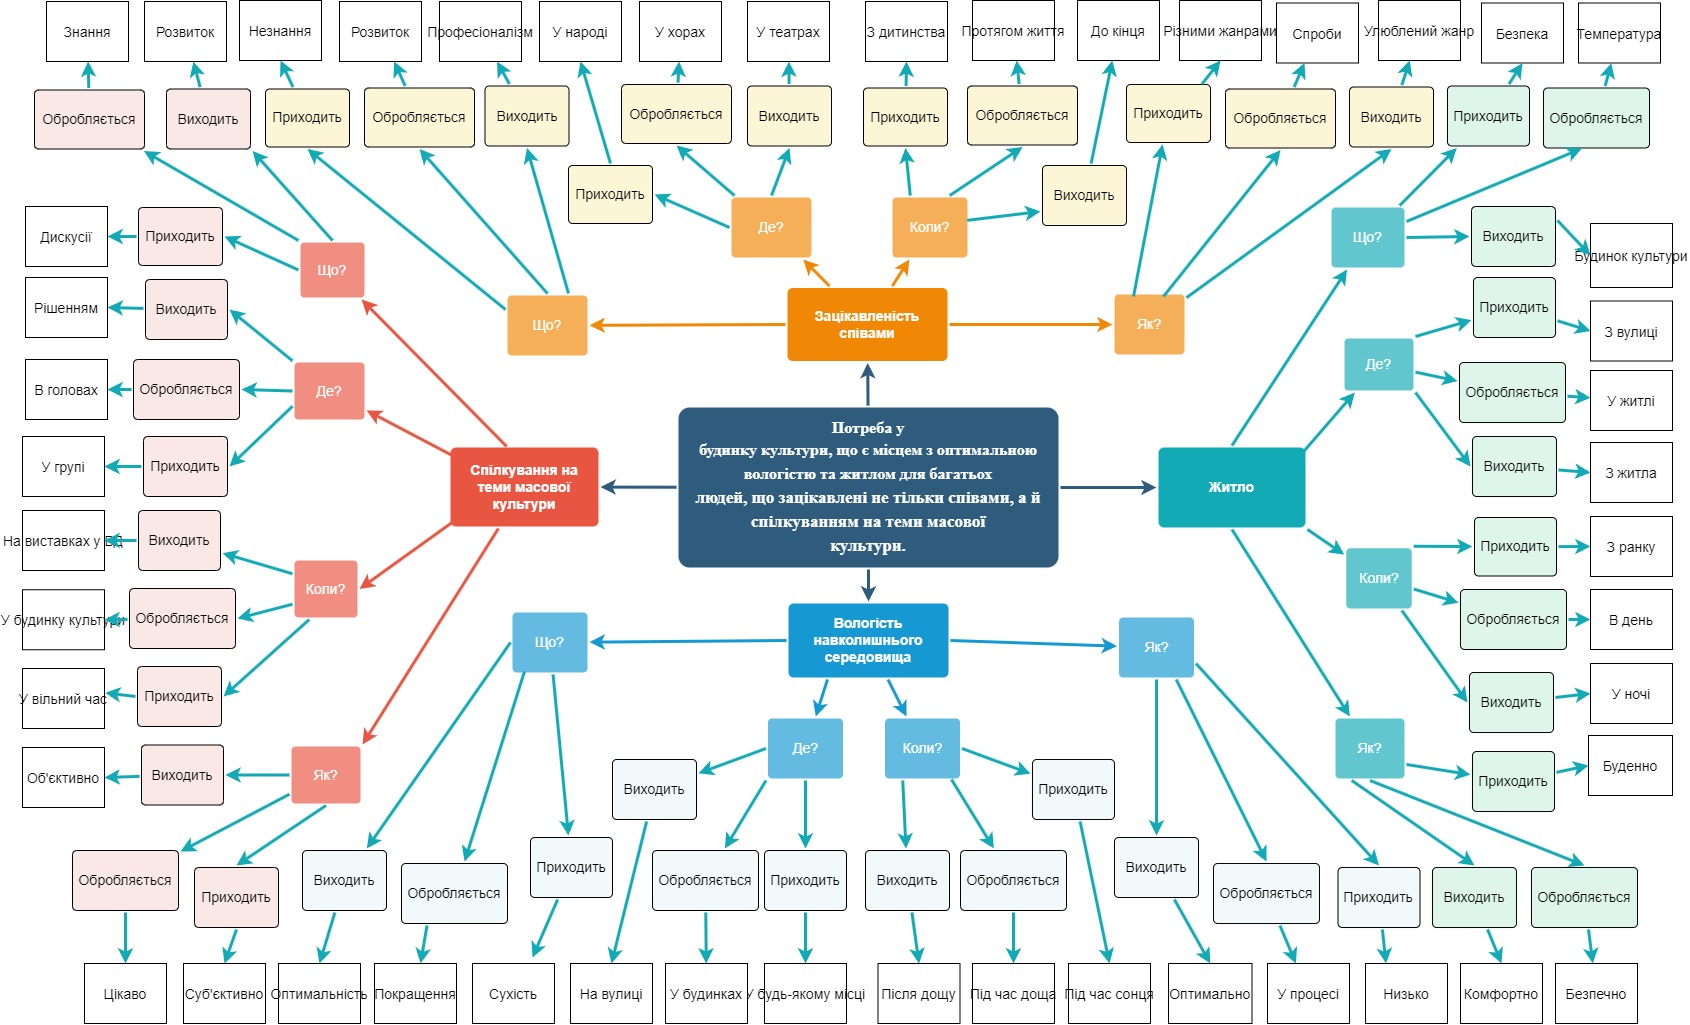 Знання
Розвиток
Незнання
Розвиток
Професіоналізм
У народі
У хорах
У театрах
З дитинства
Протягом життя
До кінця
Різними жанрами
Спроби
Улюблений жанр
Безпека
Температура
Обробляється
Виходить
Приходить
Обробляється
Виходить
Обробляється
Виходить
Приходить
Обробляється
Приходить
Обробляється
Виходить
Приходить
Обробляється
Приходить
Виходить
Дискусії
Приходить
Що?
Де?
Коли?
Що?
Виходить
Будинок культури
Рішенням
Виходить
Що?
Зацікавленість
співами
Як?
Приходить
З вулиці
В головах
Обробляється
Де?
Де?
Обробляється
У житлі
У групі
Приходить
Спілкування на
теми масової
культури
Потреба у
будинку культури, що є місцем з оптимальною
вологістю та житлом для багатьох
людей, що зацікавлені не тільки співами, а й
спілкуванням на теми масової
культури.
Житло
Виходить
З житла
На виставках у БД
Виходить
Коли?
Коли?
Приходить
З ранку
У будинку культури
Обробляється
Що?
Вологість
навколишнього
середовища
Як?
Обробляється
В день
У вільний час
Приходить
Виходить
У ночі
Об'єктивно
Виходить
Як?
Де?
Коли?
Як?
Приходить
Буденно
Виходить
Приходить
Обробляється
Приходить
Виходить
Обробляється
Приходить
Обробляється
Приходить
Виходить
Обробляється
Виходить
Обробляється
Приходить
Виходить
Обробляється
Цікаво
Суб'єктивно
Оптимальність
Покращення
Сухість
На вулиці
У будинках
У будь-якому місці
Після дощу
Під час доща
Під час сонця
Оптимально
У процесі
Низько
Комфортно
Безпечно